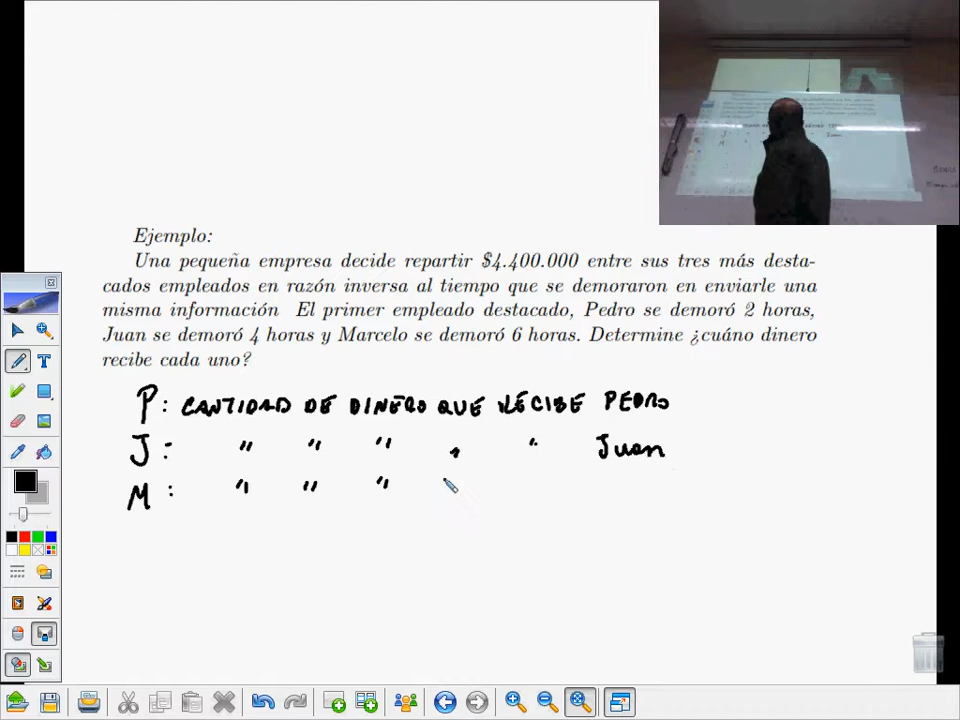 Ejemplo:
Una pequeña empresa decide repartir $4.400.000 entre sus tres más desta-
cados empleados en razón inversa al tiempo que se demoraron en enviarle una
misma información El primer empleado destacado, Pedro se demoró 2 horas,
Juan se demoró 4 horas y Marcelo se demoró 6 horas. Determine ¿cuáno dinero
recibe cada uno?
P: CANTIDAD DE DINERO QUE RECIBE PEDRO
J: " " " " " Juan
M: " " "